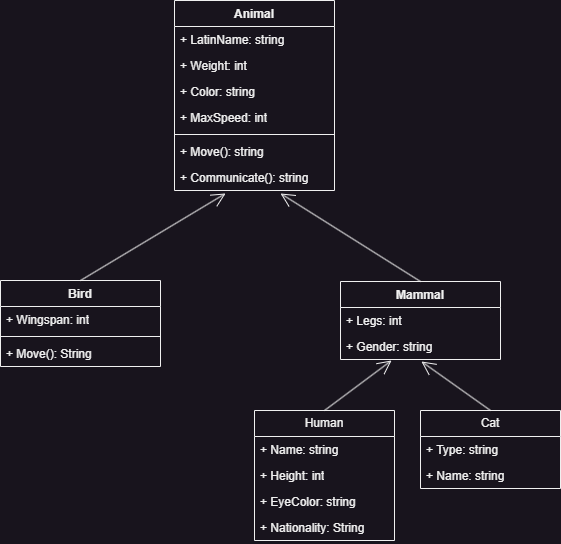 Animal
+ LatinName: string
+ Weight: int
+ Color: string
+ MaxSpeed: int
+ Move(): string
+ Communicate(): string
Bird
+ Wingspan: int
+ Move(): String
Mammal
+ Legs: int
+ Gender: string
Human
+ Name: string
+ Height: int
+ EyeColor: string
+ Nationality: String
Cat
+ Type: string
+ Name: string